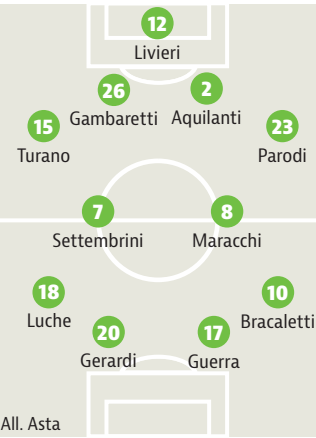 12
Livieri
26
Gambaretti
2
Aquilanti
15
Turano
23
Parodi
7
Settembrini
8
Maracchi
18
Luche
10
Bracaletti
20
Gerardi
17
Guerra
All. Asta